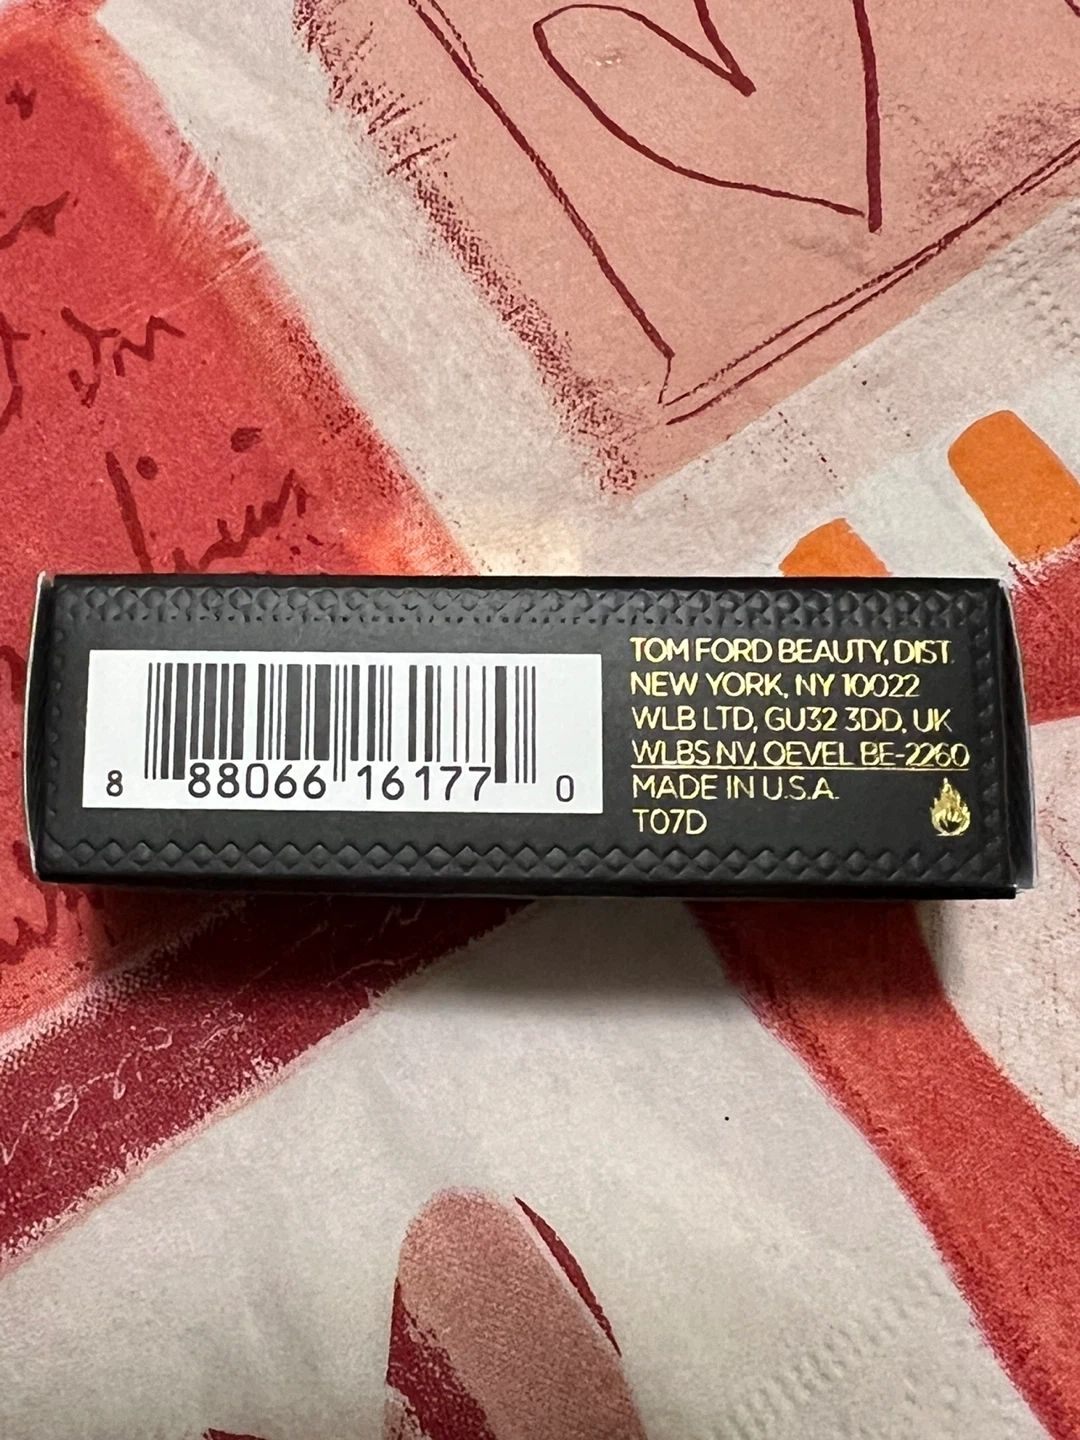 TOM FORD BEAUTY, DIST.
NEW YORK, NY 10022
WLB LTD, GU32 3DD, UK
WLBS NV, OEVEL BE-2260
MADE IN U.S.A.
T07D
8 88066 16177 0